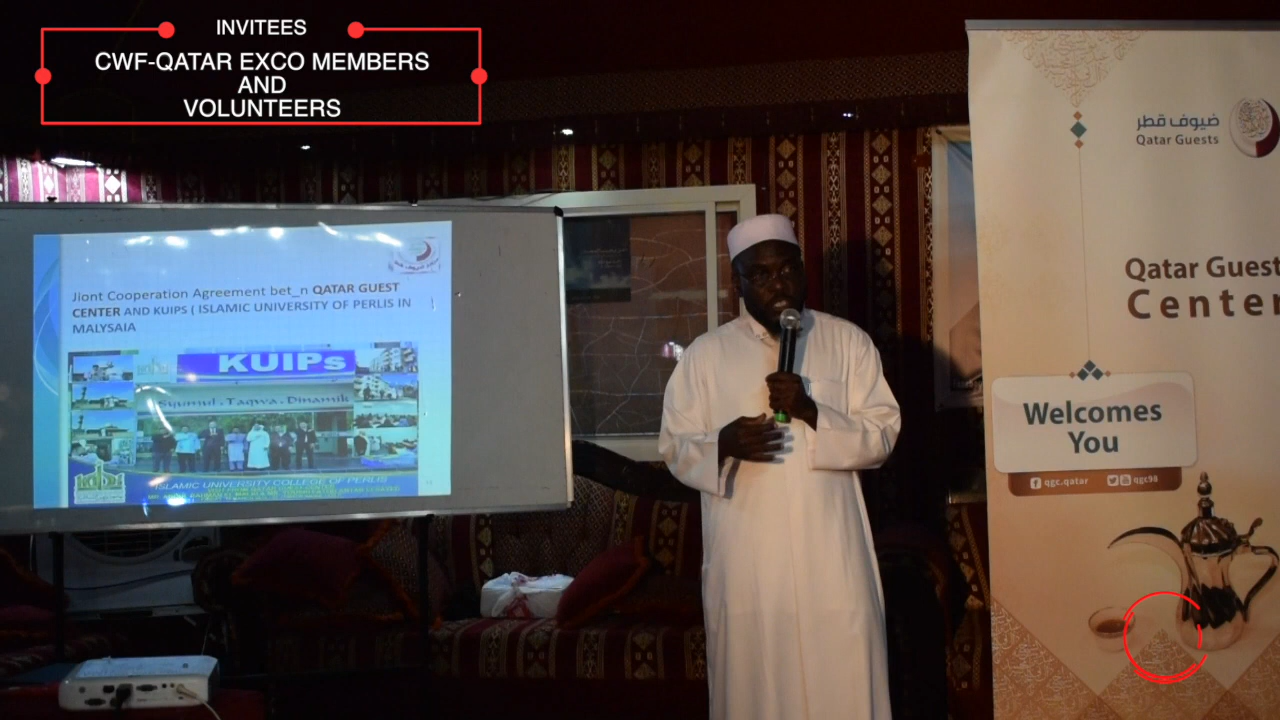 INVITEES
CWF-QATAR EXCO MEMBERS
AND
VOLUNTEERS
Jiont Cooperation Agreement bet_n QATAR GUEST
CENTER AND KUIPS ( ISLAMIC UNIVERSITY OF PERLIS IN
MALYSAIA
KUIPs
Syumul . Taqwa . Dinamik
ISLAMIC UNIVERSITY COLLEGE OF PERLIS
ضيوف قطر
Qatar Guests
Qatar Guest
Center
Welcomes
You
qgc.qatar qgc98